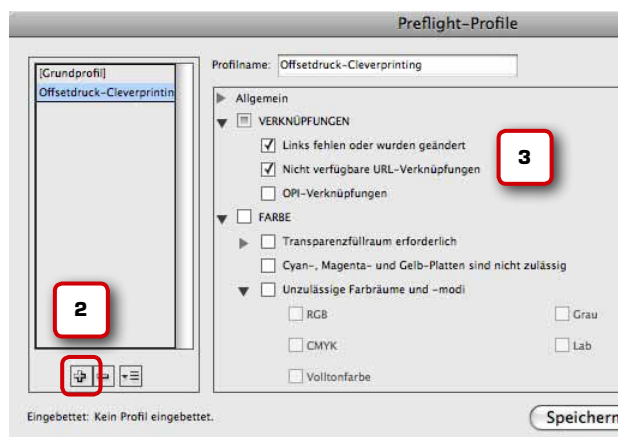 Preflight-Profile
[Grundprofil]
Offsetdruck-Cleverprintin
2
Eingebettet: Kein Profil eingebettet.
Profilname: Offsetdruck-Cleverprinting
Allgemein
VERKNÜPFUNGEN
Links fehlen oder wurden geändert
Nicht verfügbare URL-Verknüpfungen
OPI-Verknüpfungen
3
FARBE
Transparenzfüllraum erforderlich
Cyan-, Magenta- und Gelb-Platten sind nicht zulässig
Unzulässige Farbräume und -modi
RGB Grau
CMYK Lab
Volltonfarbe
Speichern